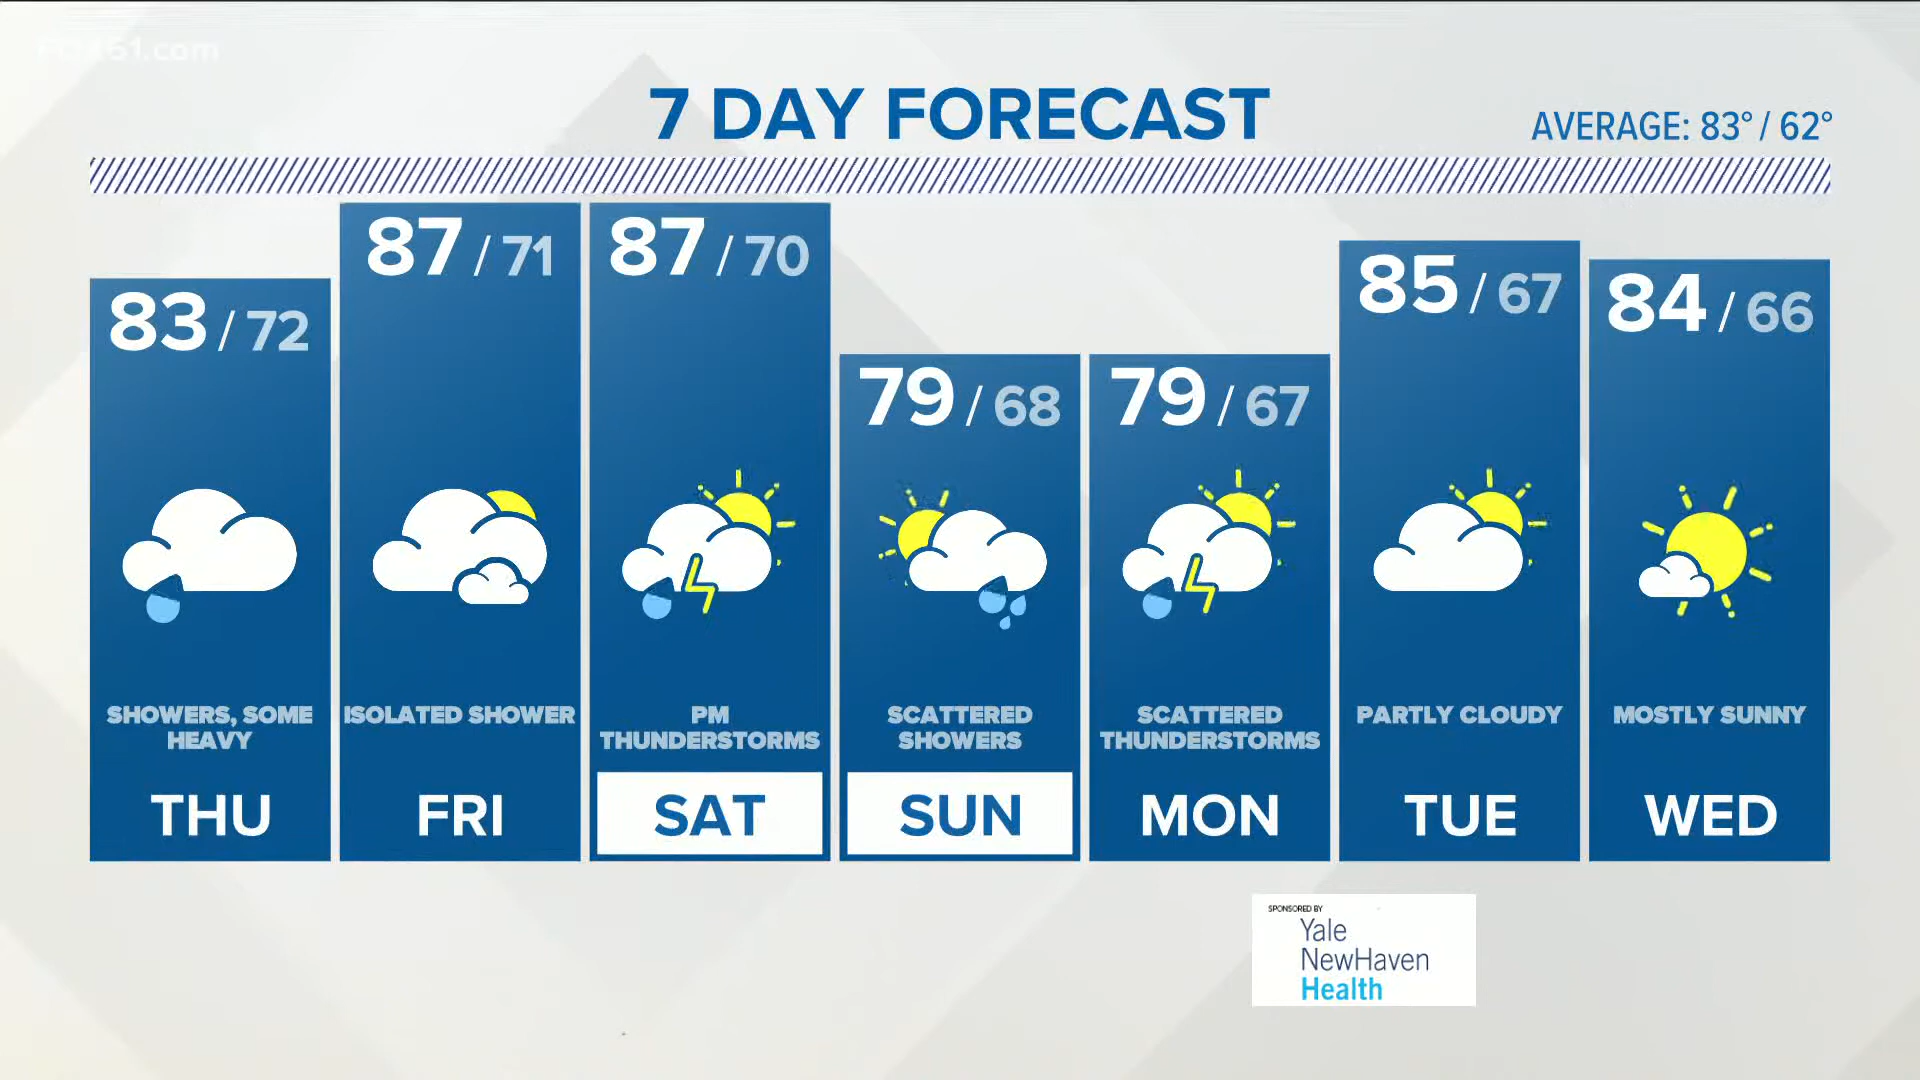 FOX61.com
7 DAY FORECAST
AVERAGE: 83° / 62°
83 / 72
87 / 71
87 / 70
79 / 68
79 / 67
85 / 67
84 / 66
SHOWERS, SOME
HEAVY
ISOLATED SHOWER
PM
THUNDERSTORMS
SCATTERED
SHOWERS
SCATTERED
THUNDERSTORMS
PARTLY CLOUDY
MOSTLY SUNNY
THU
FRI
SAT
SUN
MON
TUE
WED
SPONSORED BY
Yale
NewHaven
Health